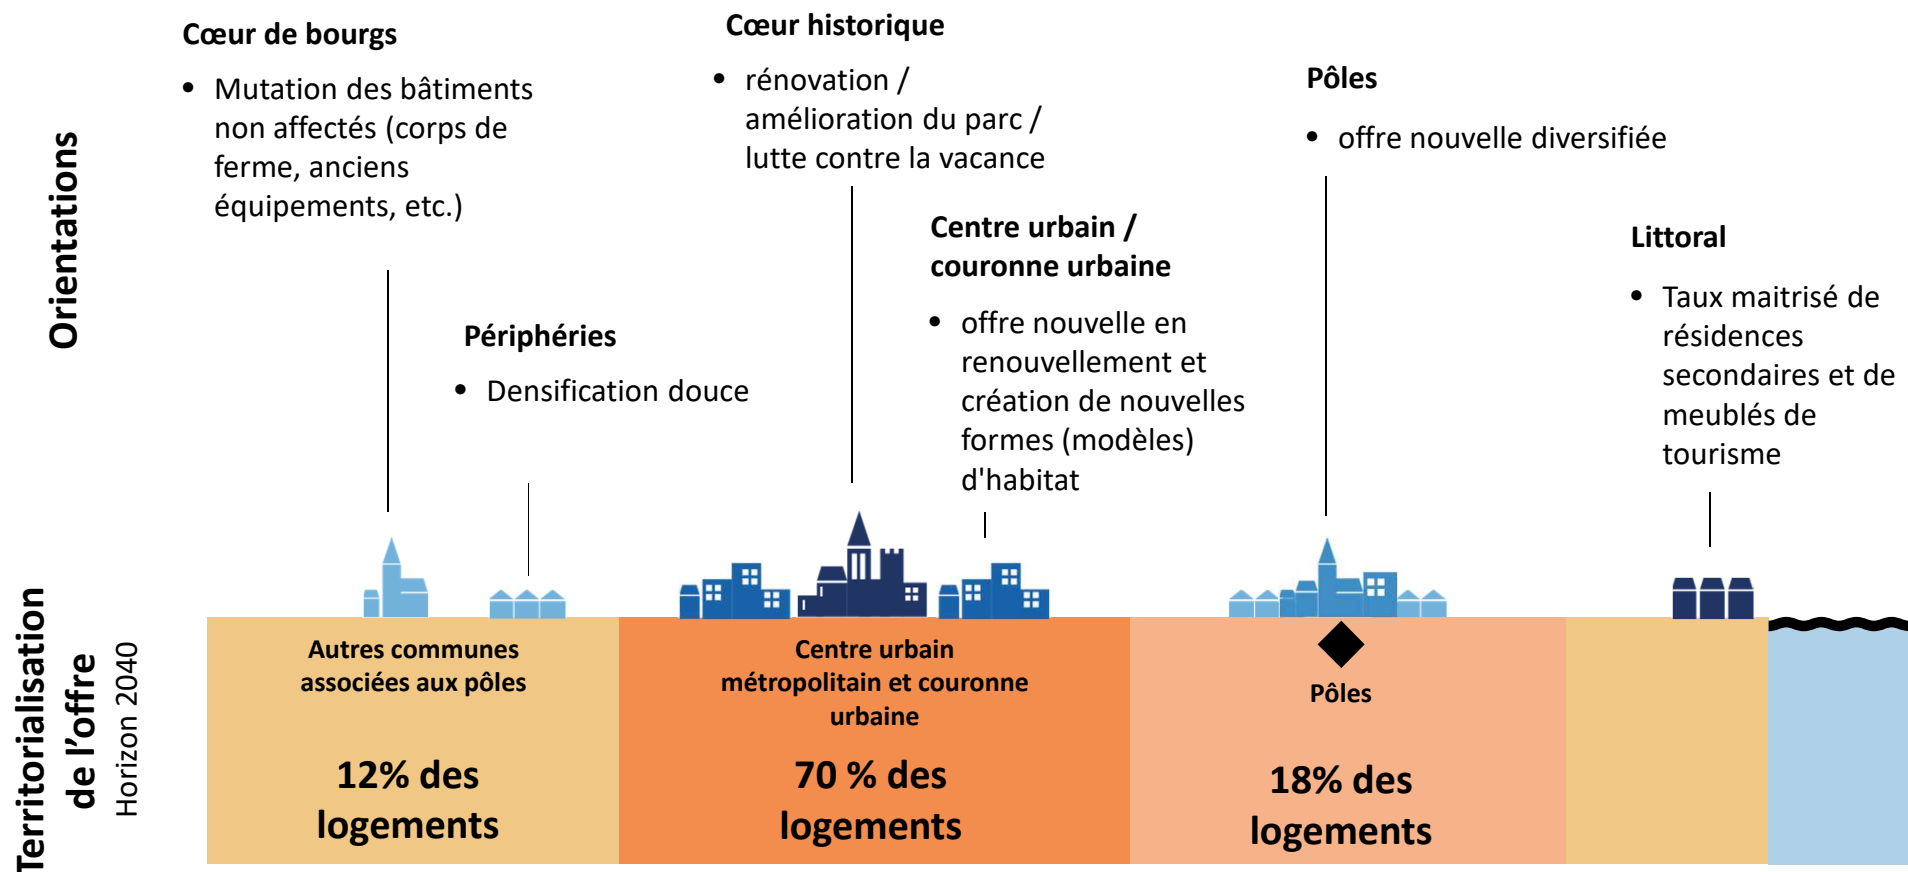 Orientations
Cœur de bourgs
• Mutation des bâtiments
non affectés (corps de
ferme, anciens
équipements, etc.)
Périphéries
• Densification douce
Cœur historique
• rénovation /
amélioration du parc /
lutte contre la vacance
Centre urbain /
couronne urbaine
• offre nouvelle en
renouvellement et
création de nouvelles
formes (modèles)
d'habitat
Pôles
• offre nouvelle diversifiée
Littoral
• Taux maitrisé de
résidences
secondaires et de
meublés de
tourisme
Territorialisation
de l’offre
Horizon 2040
Autres communes
associées aux pôles
12% des
logements
Centre urbain
métropolitain et couronne
urbaine
70 % des
logements
Pôles
18% des
logements